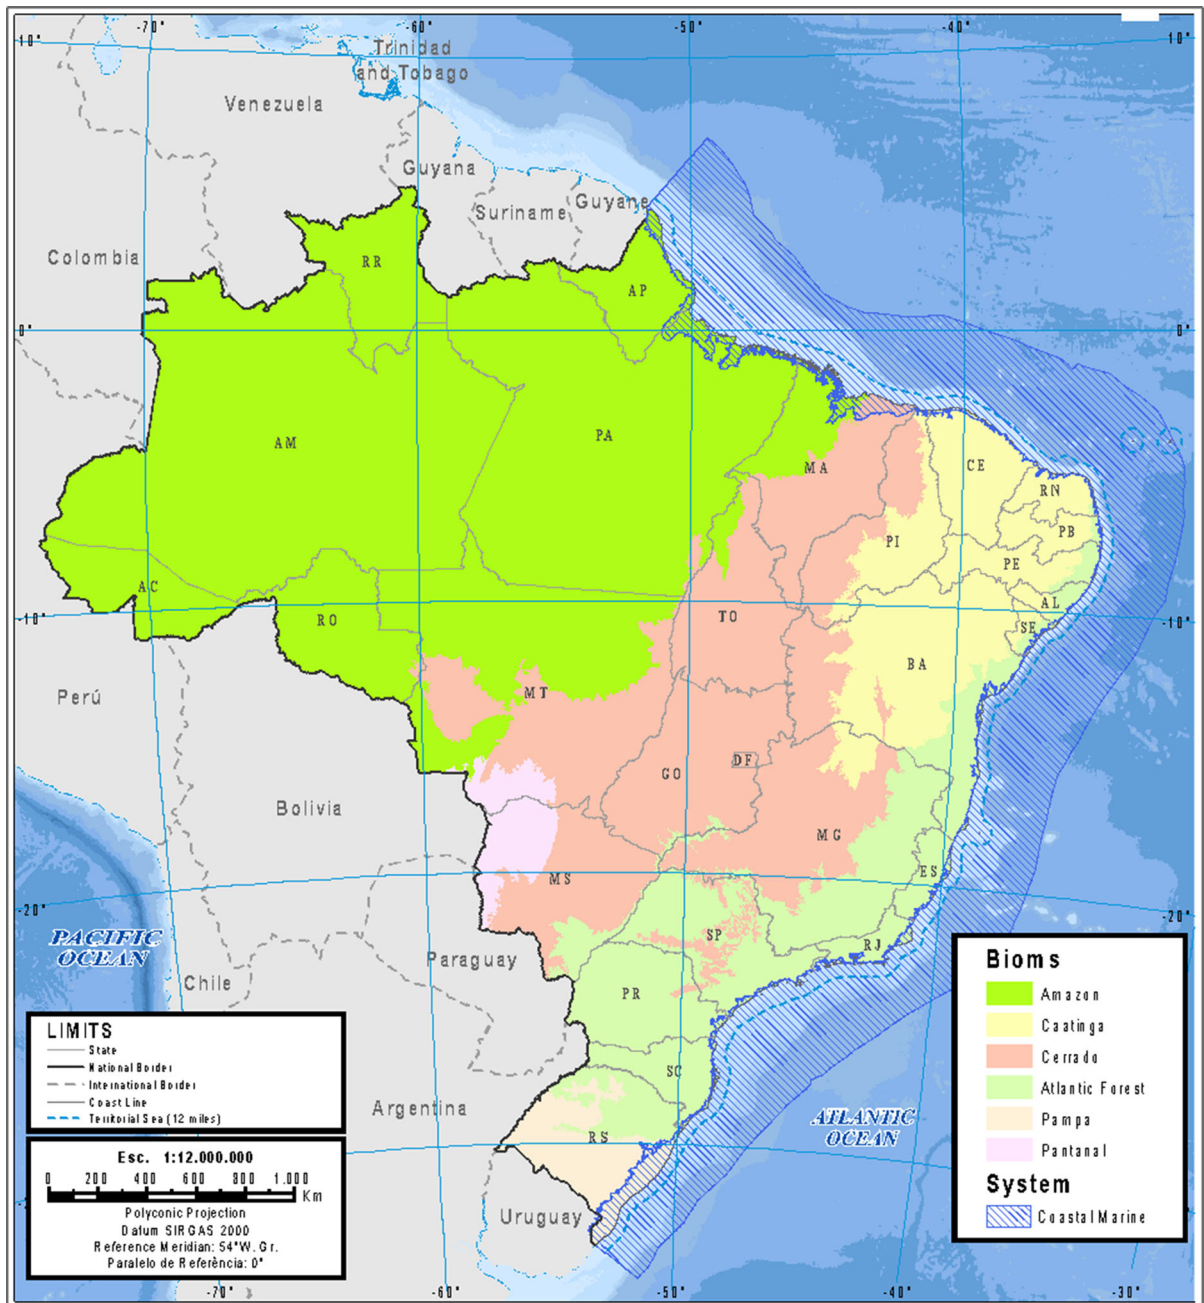 -70°
-60°
-50°
-40°
10°
10°
Trinidad
and Tobago
Venezuela
Guyana
Suriname
Guyane
Colombia
RR
AP
0°
0°
AM
PA
MA
CE
RN
PB
PI
PE
AC
AL
-10°
RO
TO
SE
-10°
BA
Perú
MT
DF
GO
Bolivia
MG
MS
ES
-20°
-20°
SP
RJ
PACIFIC
OCEAN
Paraguay
Chile
PR
SC
Argentina
RS
ATLANTIC
OCEAN
Uruguay
LIMITS
State
National Border
International Border
Coast Line
Territorial Sea (12 miles)
Esc. 1:12.000.000
0 200 400 600 800 1.000
Km
Polyconic Projection
Datum SIRGAS 2000
Reference Meridian: 54°W. Gr.
Paralelo de Referência: 0°
Bioms
Amazon
Caatinga
Cerrado
Atlantic Forest
Pampa
Pantanal
System
Coastal Marine
-70°
-60°
-50°
-40°
-30°